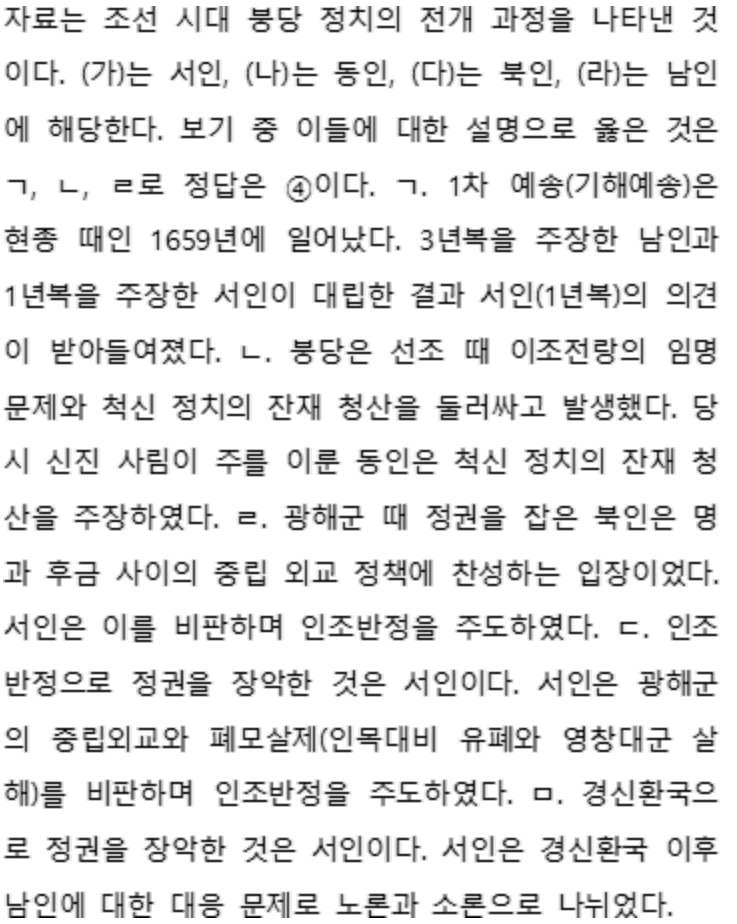 자료는 조선 시대 붕당 정치의 전개 과정을 나타낸 것
이다. (가)는 서인, (나)는 동인, (다)는 북인, (라)는 남인
에 해당한다. 보기 중 이들에 대한 설명으로 옳은 것은
ㄱ, ㄴ, ㄹ로 정답은 ④이다. ㄱ. 1차 예송(기해예송)은
현종 때인 1659년에 일어났다. 3년복을 주장한 남인과
1년복을 주장한 서인이 대립한 결과 서인(1년복)의 의견
이 받아들여졌다. ㄴ. 붕당은 선조 때 이조전랑의 임명
문제와 척신 정치의 잔재 청산을 둘러싸고 발생했다. 당
시 신진 사림이 주를 이룬 동인은 척신 정치의 잔재 청
산을 주장하였다. ㄹ. 광해군 때 정권을 잡은 북인은 명
과 후금 사이의 중립 외교 정책에 찬성하는 입장이었다.
서인은 이를 비판하며 인조반정을 주도하였다. ㄷ. 인조
반정으로 정권을 장악한 것은 서인이다. 서인은 광해군
의 중립외교와 폐모살제(인목대비 유폐와 영창대군 살
해)를 비판하며 인조반정을 주도하였다. ㅁ. 경신환국으
로 정권을 장악한 것은 서인이다. 서인은 경신환국 이후
남인에 대한 대응 문제로 노론과 소론으로 나뉘었다.